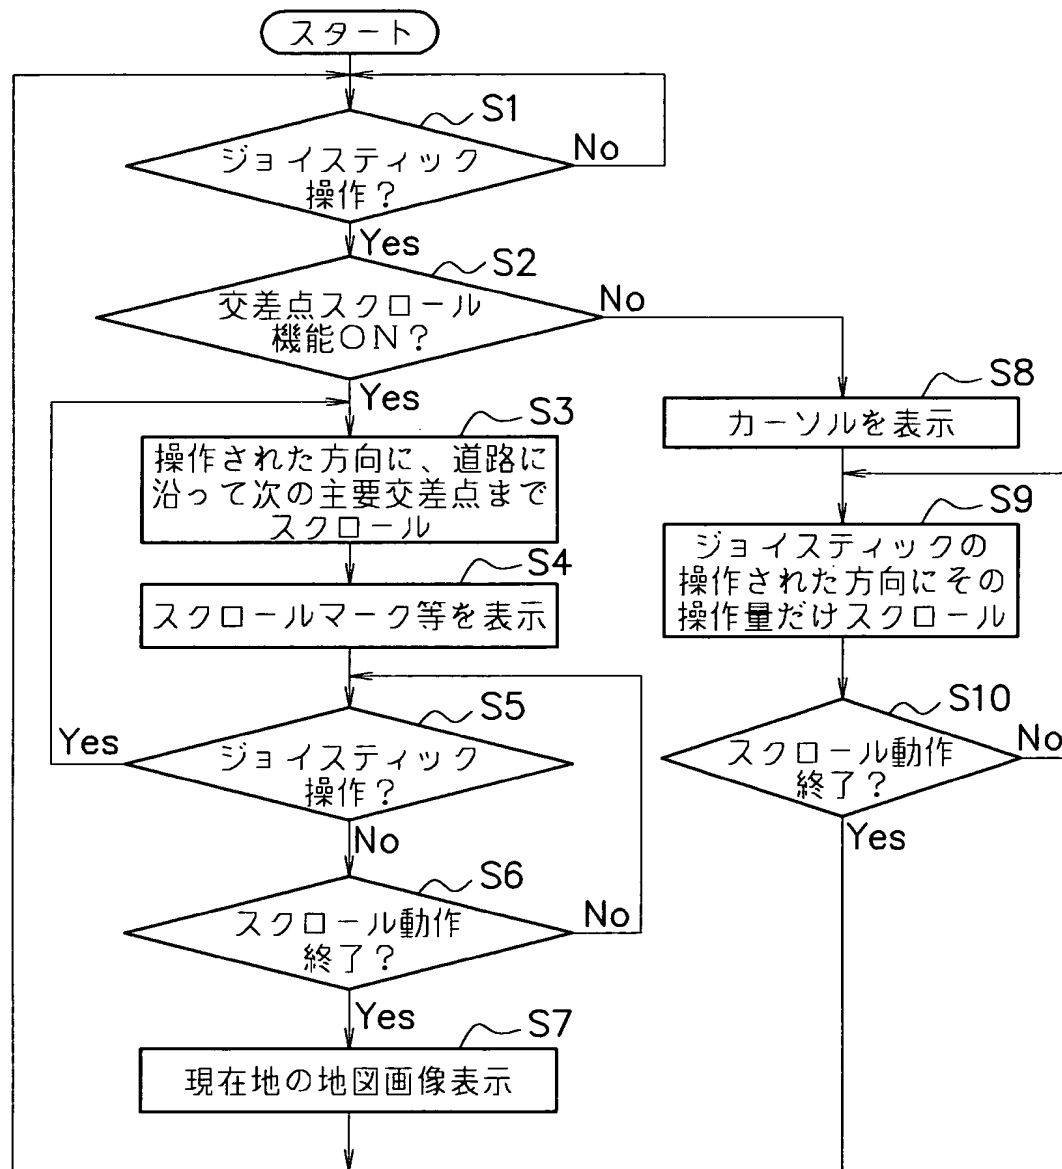 スタート
S1
ジョイスティック
操作？
No
Yes
S2
交差点スクロール
機能ON？
No
Yes
S3
操作された方向に、道路に
沿って次の主要交差点まで
スクロール
S4
スクロールマーク等を表示
S5
ジョイスティック
操作？
Yes
No
S6
スクロール動作
終了？
No
Yes
S7
現在地の地図画像表示
S8
カーソルを表示
S9
ジョイスティックの
操作された方向にその
操作量だけスクロール
S10
スクロール動作
終了？
No
Yes